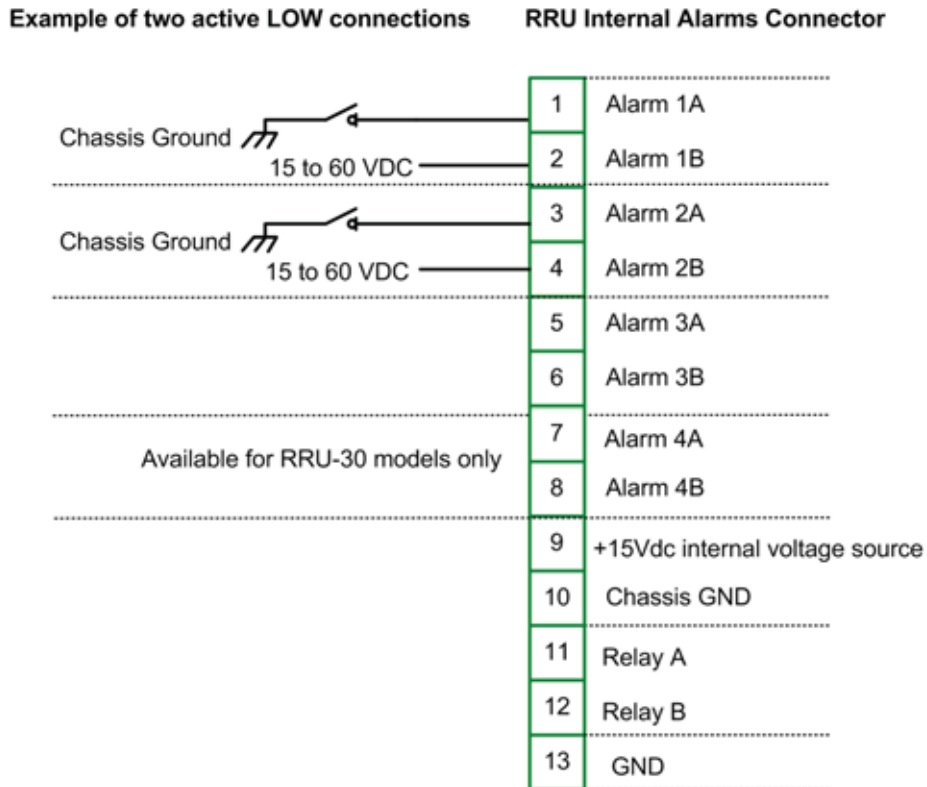 Example of two active LOW connections
RRU Internal Alarms Connector
1 Alarm 1A
Chassis Ground
15 to 60 VDC
2 Alarm 1B
3 Alarm 2A
Chassis Ground
15 to 60 VDC
4 Alarm 2B
5 Alarm 3A
6 Alarm 3B
7 Alarm 4A
Available for RRU-30 models only
8 Alarm 4B
9 +15Vdc internal voltage source
10 Chassis GND
11 Relay A
12 Relay B
13 GND